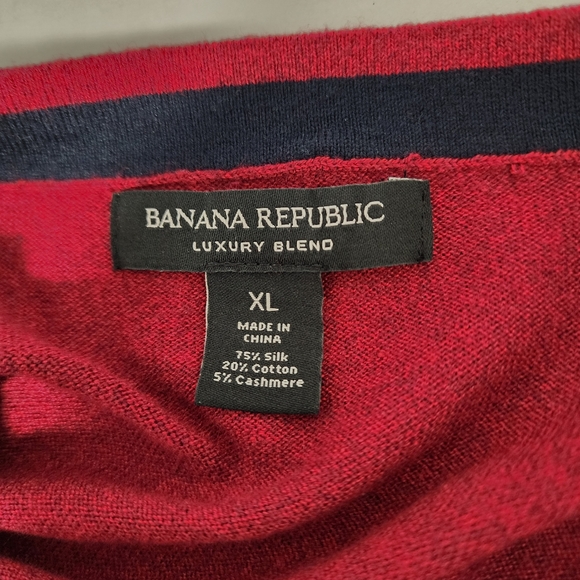 BANANA REPUBLIC
LUXURY BLEND
XL
MADE IN
CHINA
75% Silk
20% Cotton
5% Cashmere